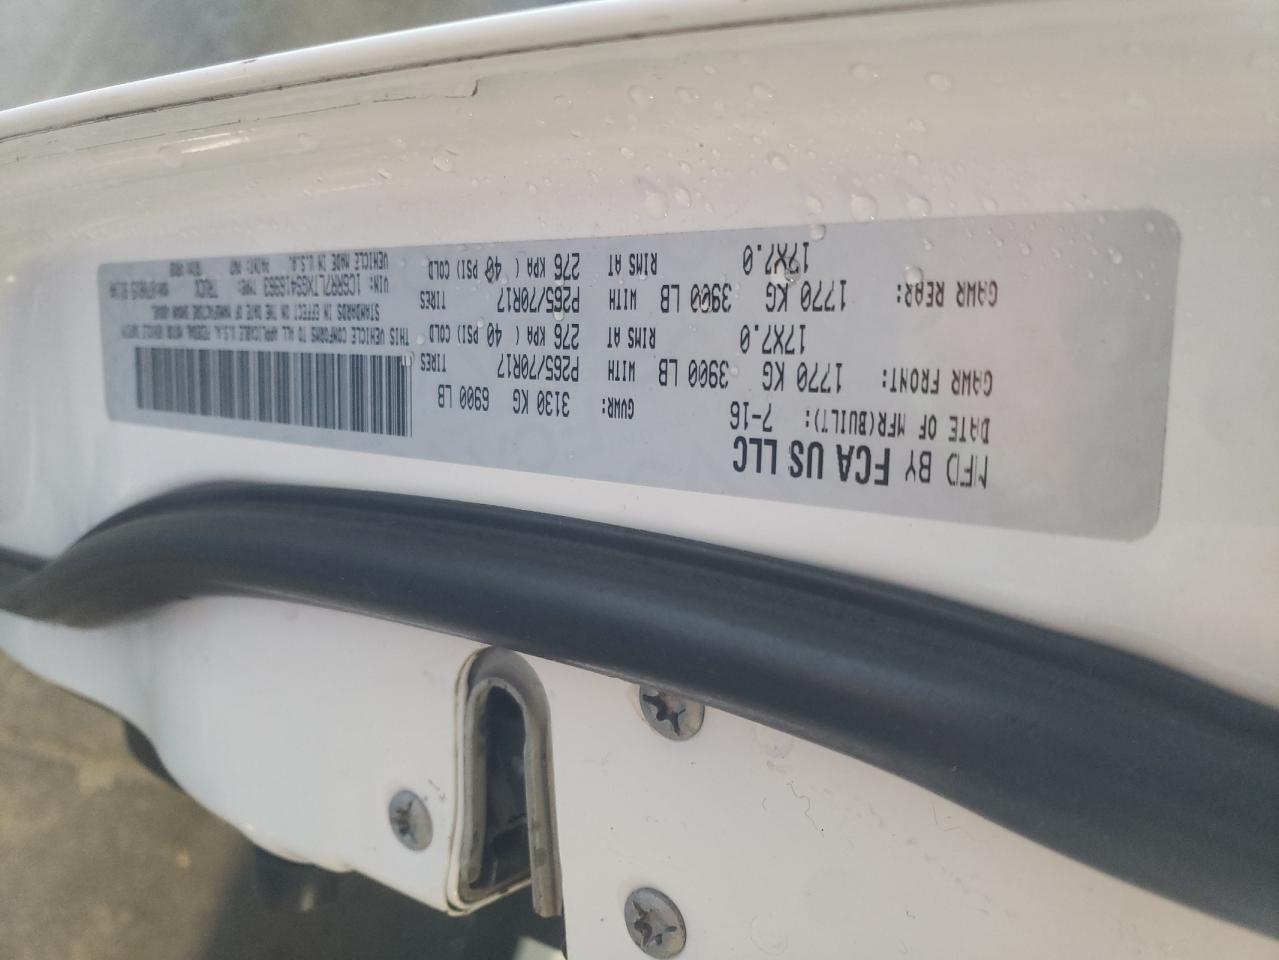 MFD BY FCA US LLC
DATE OF MFR(BUILT): 7-16
GVWR: 3130 KG 6900 LB
GAWR FRONT: 1770 KG 3900 LB WITH P265/70R17 TIRES
17X7.0 RIMS AT 276 KPA ( 40 PSI) COLD
GAWR REAR: 1770 KG 3900 LB WITH P265/70R17 TIRES
17X7.0 RIMS AT 276 KPA ( 40 PSI) COLD
THIS VEHICLE CONFORMS TO ALL APPLICABLE U.S.A. FEDERAL MOTOR VEHICLE SAFETY
STANDARDS IN EFFECT ON THE DATE OF MANUFACTURE SHOWN ABOVE.
VIN: TYPE: TRUCK
VEHICLE MADE IN U.S.A.